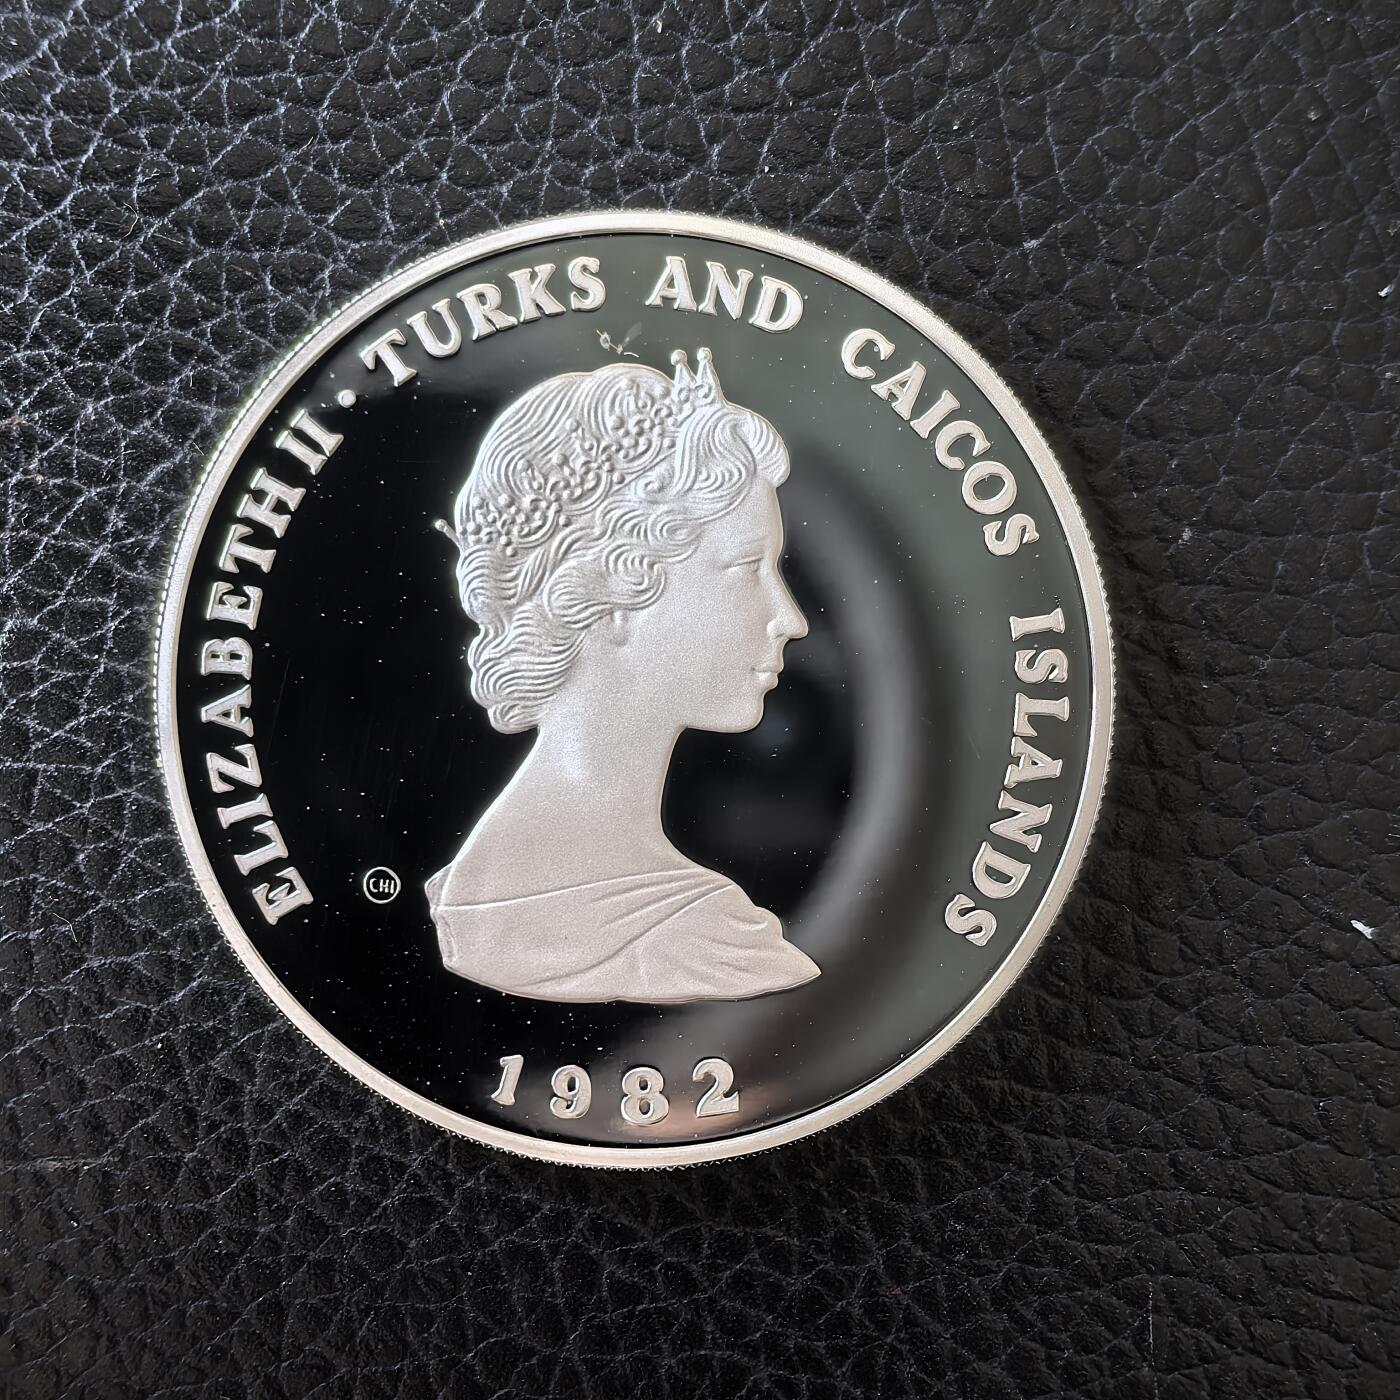 ELIZABETH II · TURKS AND CAICOS ISLANDS
CHI
1982